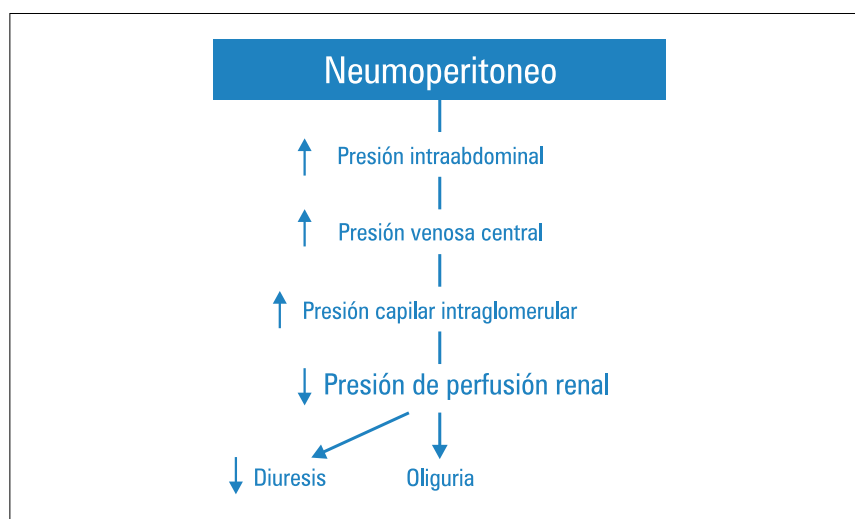 Neumoperitoneo
↑ Presión intraabdominal
↑ Presión venosa central
↑ Presión capilar intraglomerular
↓ Presión de perfusión renal
↓ Diuresis Oliguria